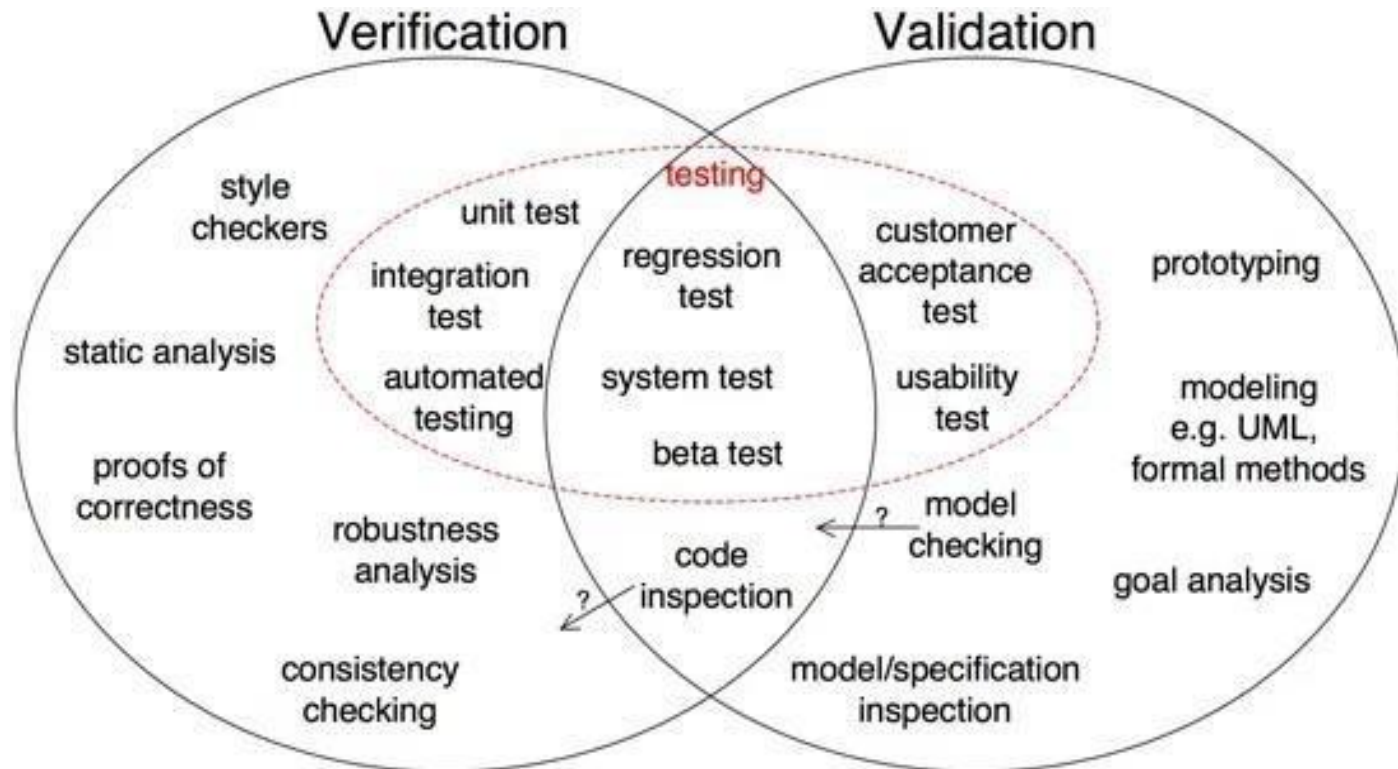 Verification
Validation
testing
style
checkers
unit test
integration
test
regression
test
customer
acceptance
test
prototyping
static analysis
automated
testing
system test
usability
test
modeling
e.g. UML,
formal methods
beta test
proofs of
correctness
robustness
analysis
code
inspection
?
model
checking
?
goal analysis
consistency
checking
model/specification
inspection